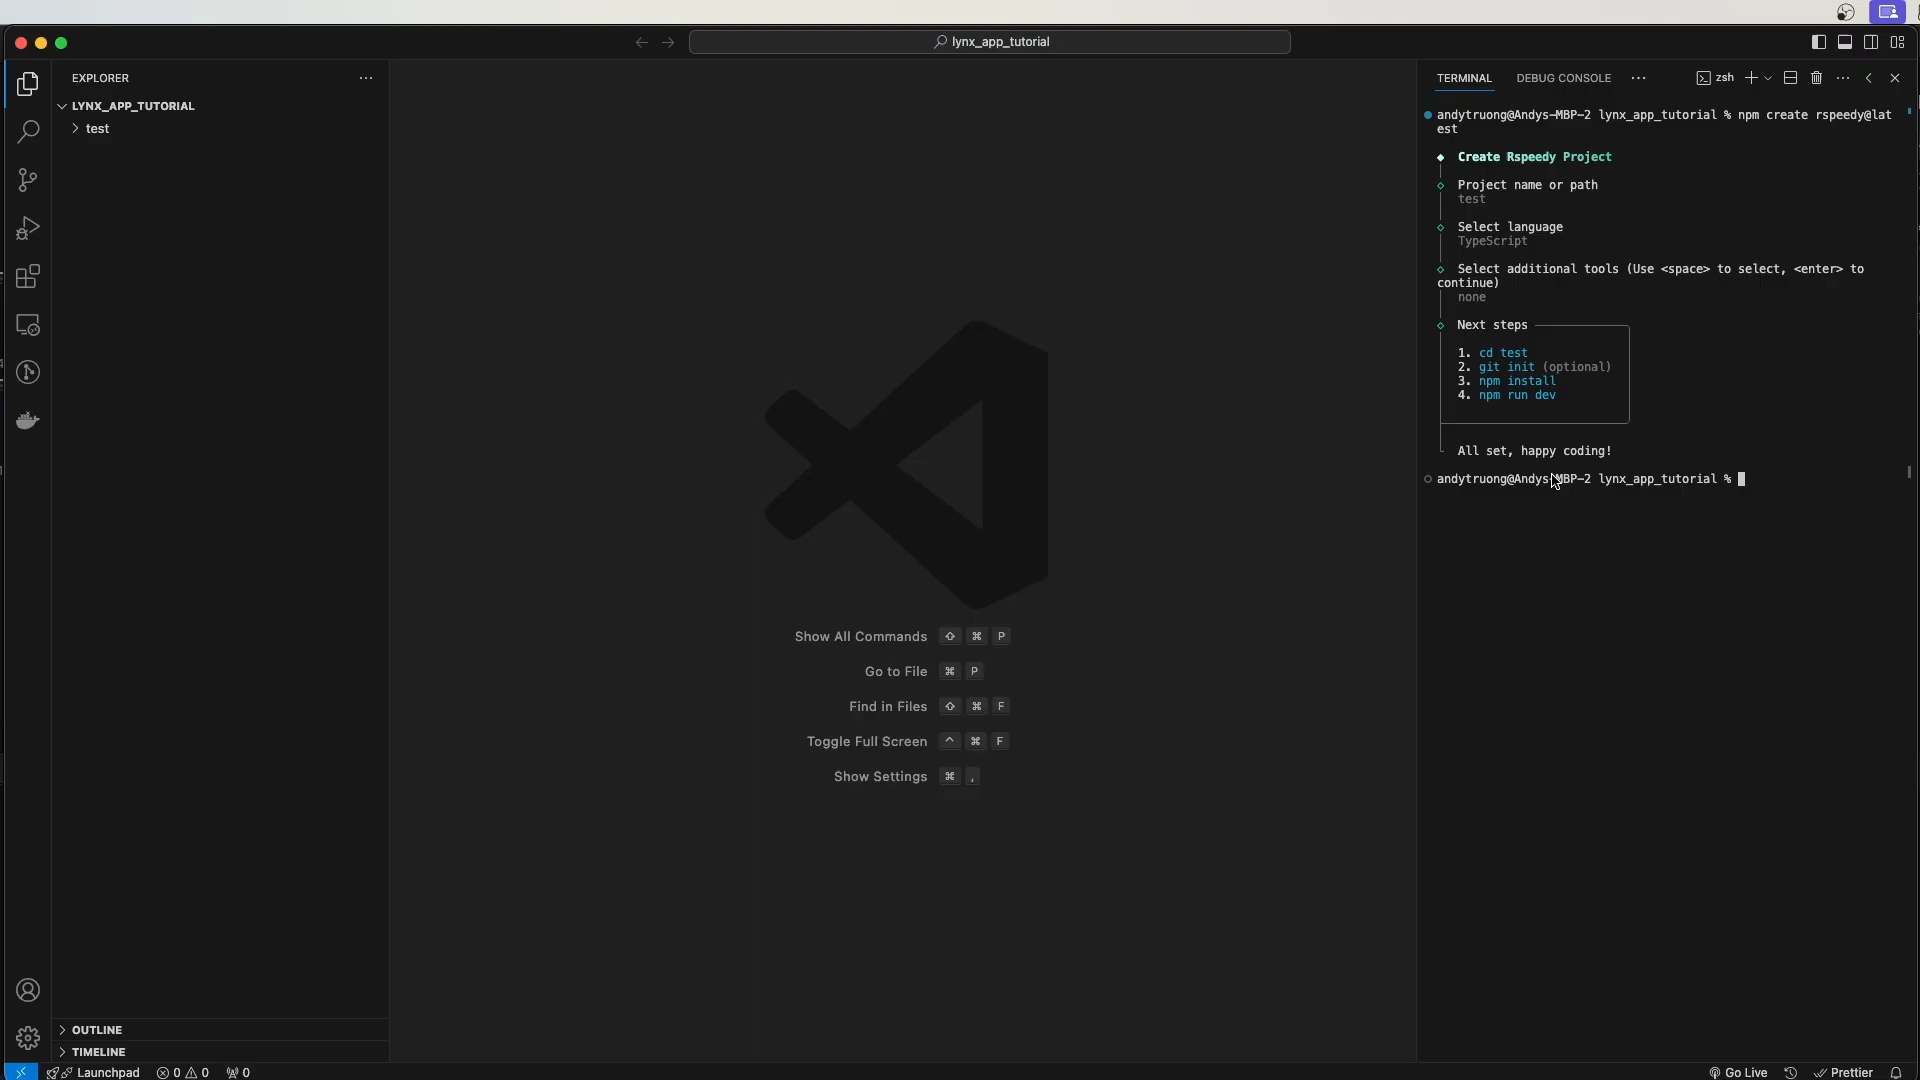 lynx_app_tutorial
EXPLORER
LYNX_APP_TUTORIAL
test
Show All Commands ⇧ ⌘ P
Go to File ⌘ P
Find in Files ⇧ ⌘ F
Toggle Full Screen ^ ⌘ F
Show Settings ⌘ ,
TERMINAL DEBUG CONSOLE zsh
andytruong@Andys-MBP-2 lynx_app_tutorial % npm create rspeedy@lat
est
Create Rspeedy Project
Project name or path
test
Select language
TypeScript
Select additional tools (Use <space> to select, <enter> to
continue)
none
Next steps
1. cd test
2. git init (optional)
3. npm install
4. npm run dev
All set, happy coding!
andytruong@Andys-MBP-2 lynx_app_tutorial %
OUTLINE
TIMELINE
Launchpad 0 0 0
Go Live Prettier